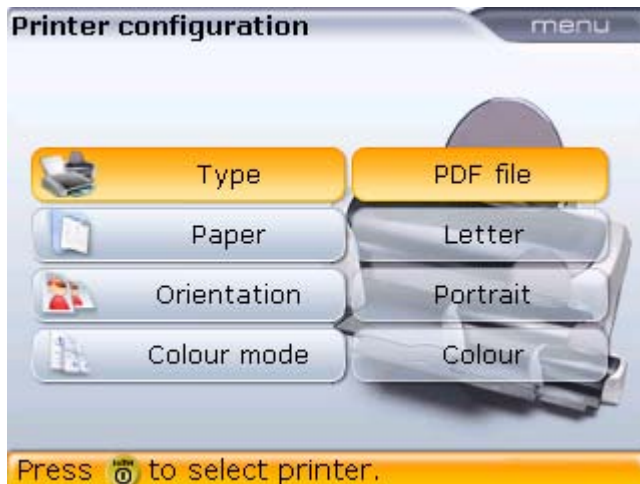 Printer configuration
menu
Type
PDF file
Paper
Letter
Orientation
Portrait
Colour mode
Colour
Press to select printer.